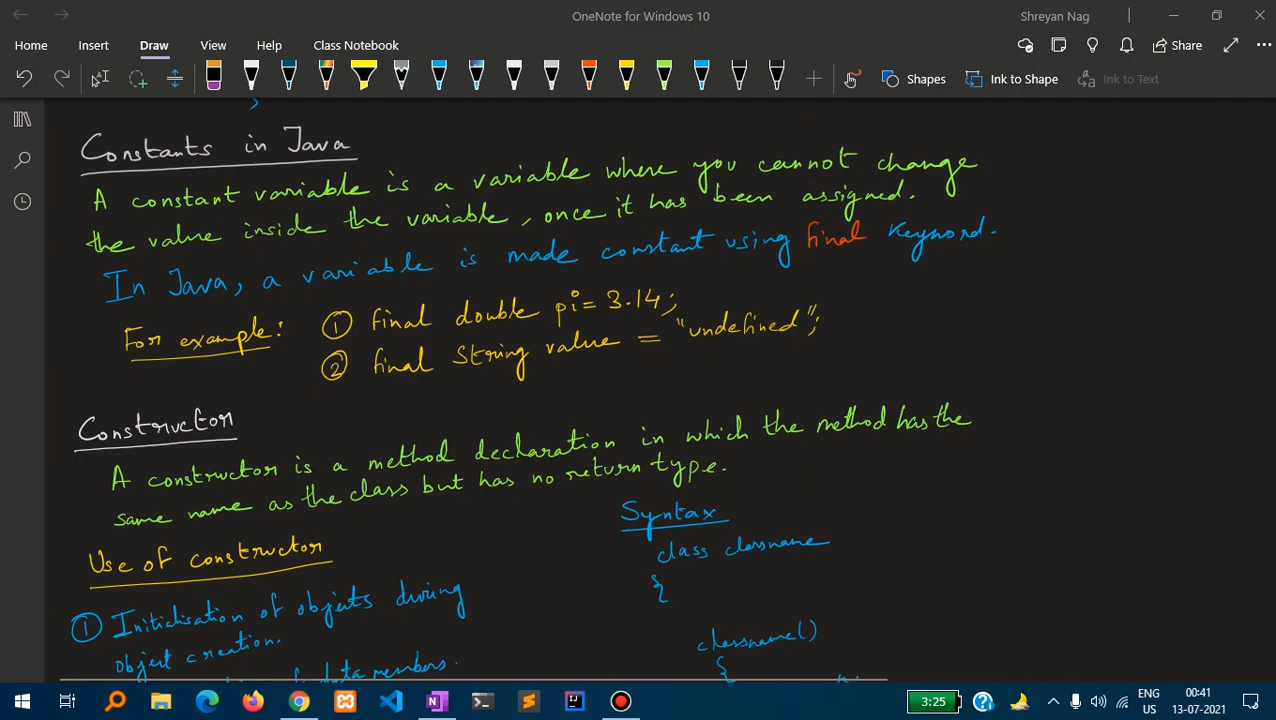 OneNote for Windows 10
Shreyan Nag
Home Insert Draw View Help Class Notebook
Share
Shapes Ink to Shape Ink to Text
Constants in Java
A constant variable is a variable where you cannot change
the value inside the variable, once it has been assigned.
In Java, a variable is made constant using final keyword.
For example: ① final double pi = 3.14;
② final String value = "undefined";
Constructor
A constructor is a method declaration in which the method has the
same name as the class but has no return type.
Use of constructor
① Initialisation of objects during
object creation.
data members.
Syntax
class classname
{
classname()
{
3:25
ENG
US
00:41
13-07-2021